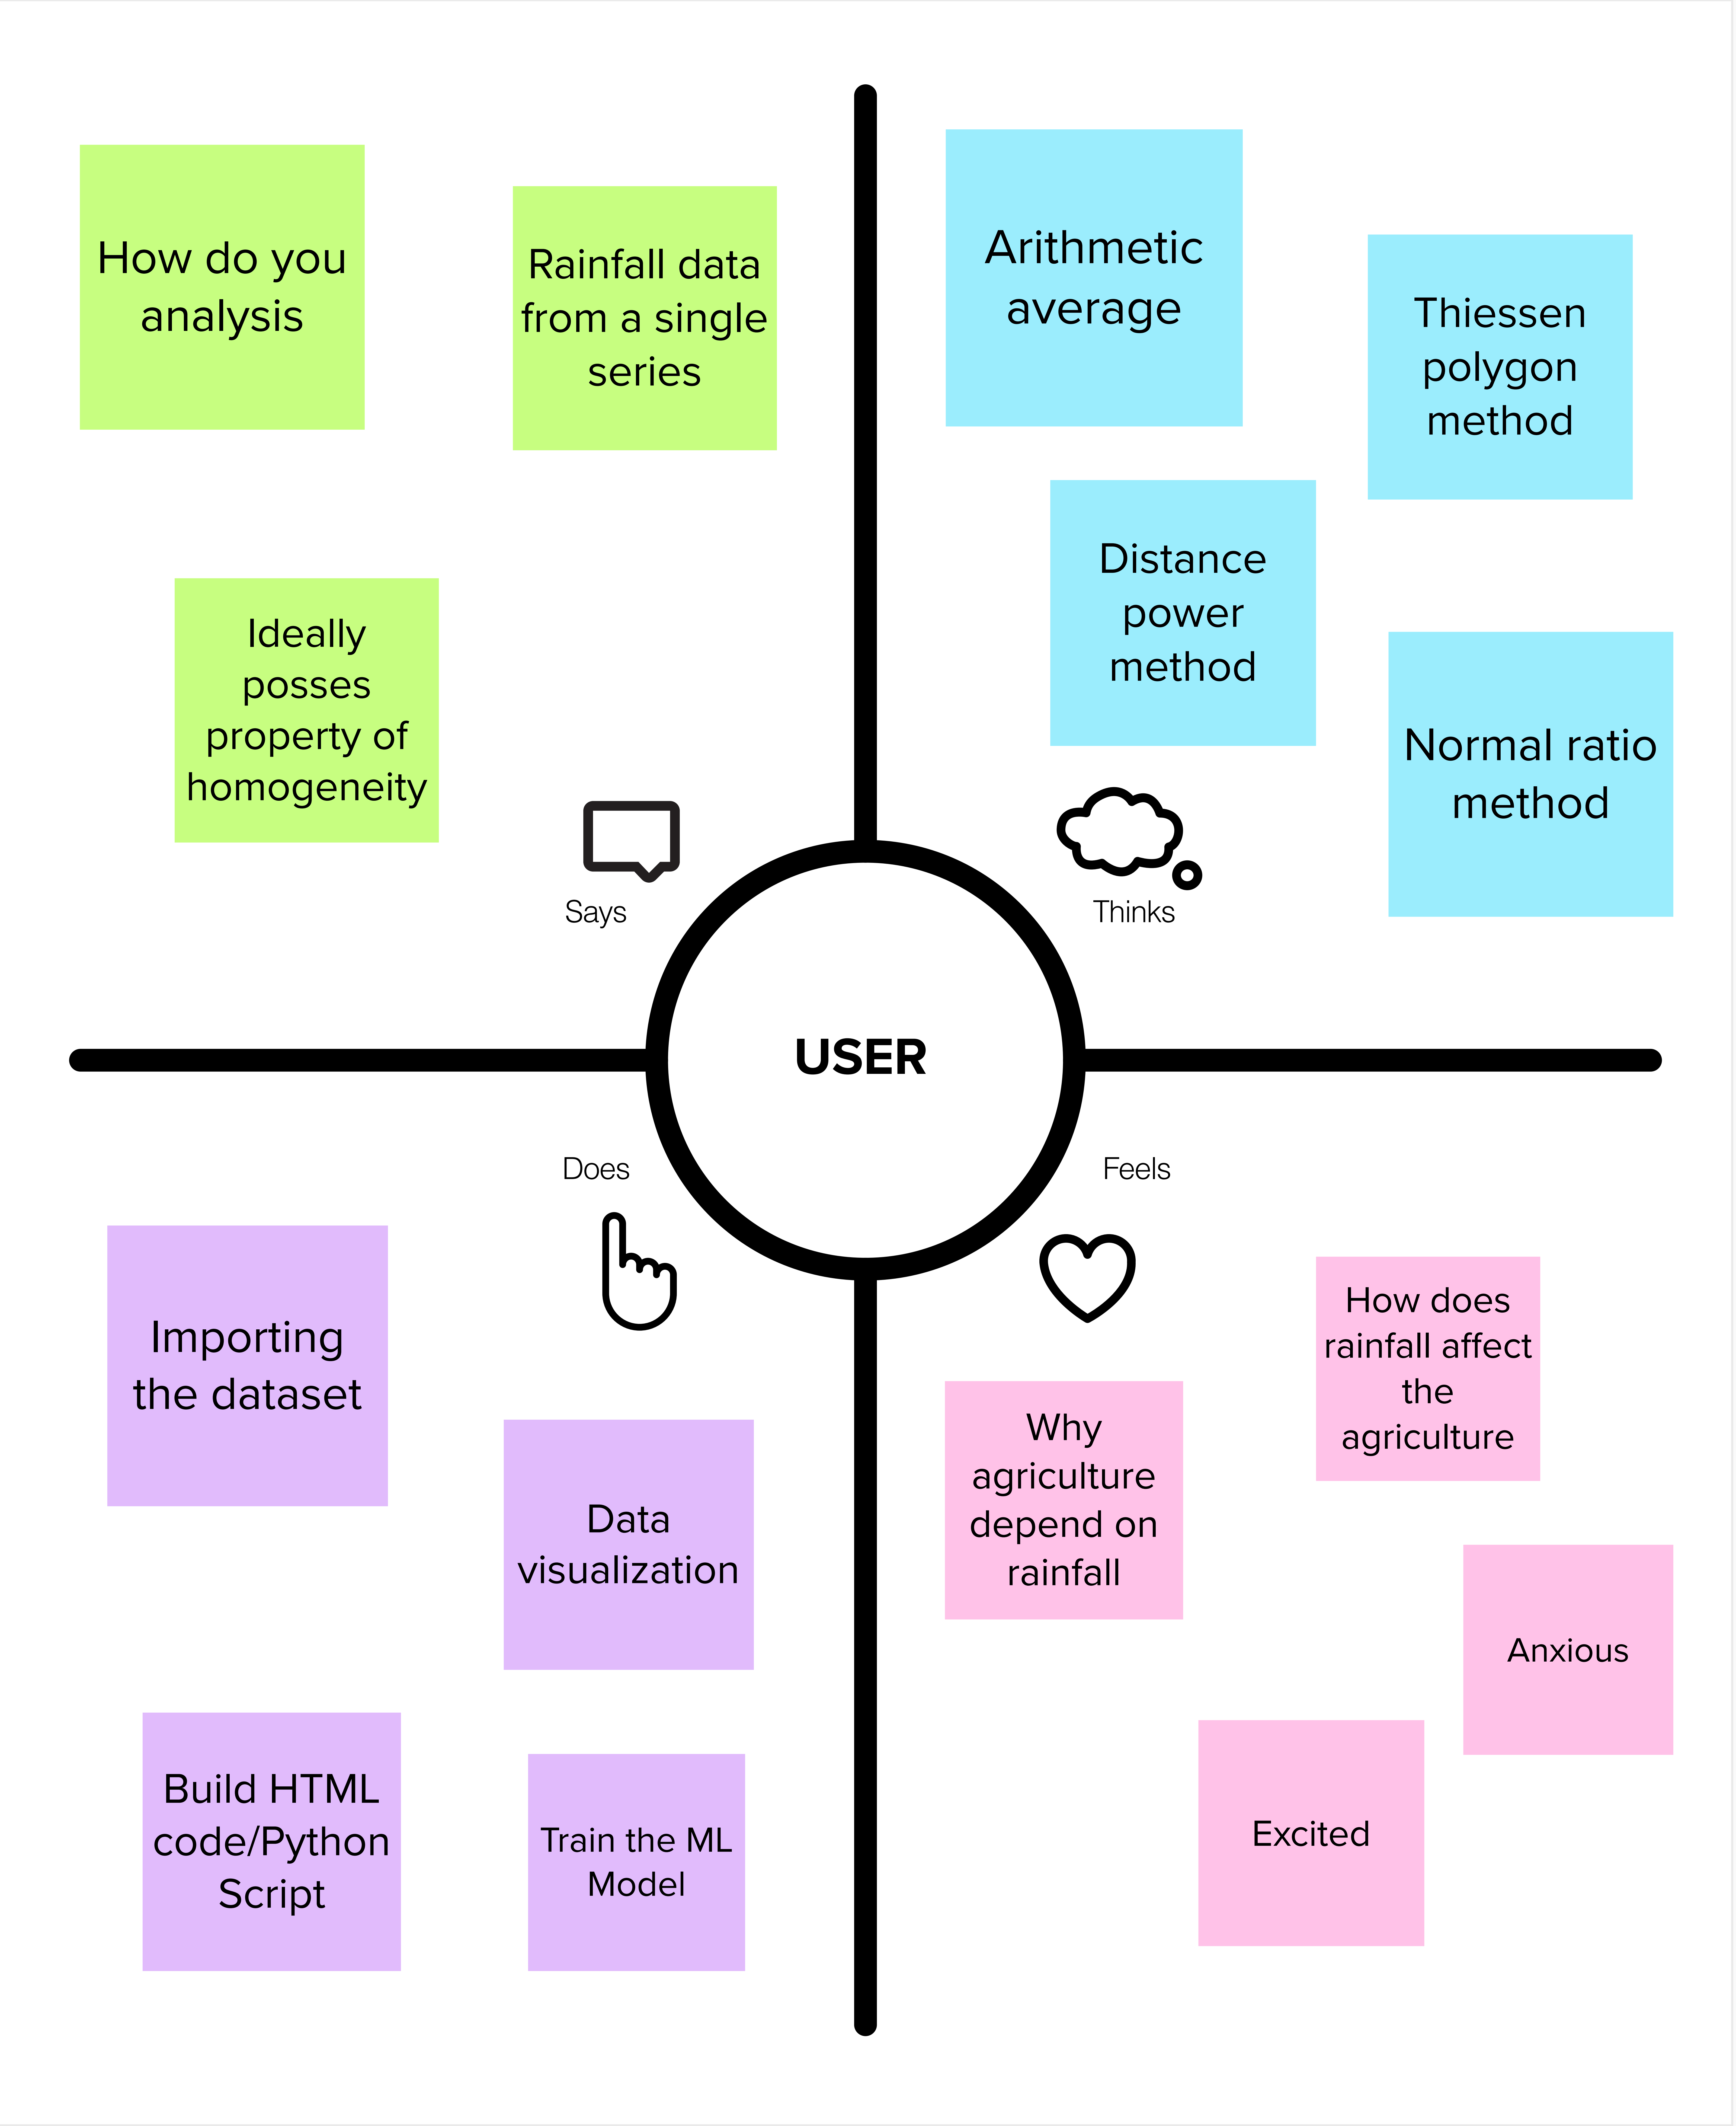 How do you
analysis
Rainfall data
from a single
series
Ideally
posses
property of
homogeneity
Says
Arithmetic
average
Thiessen
polygon
method
Distance
power
method
Normal ratio
method
Thinks
USER
Does
Importing
the dataset
Data
visualization
Build HTML
code/Python
Script
Train the ML
Model
Feels
How does
rainfall affect
the
agriculture
Why
agriculture
depend on
rainfall
Anxious
Excited